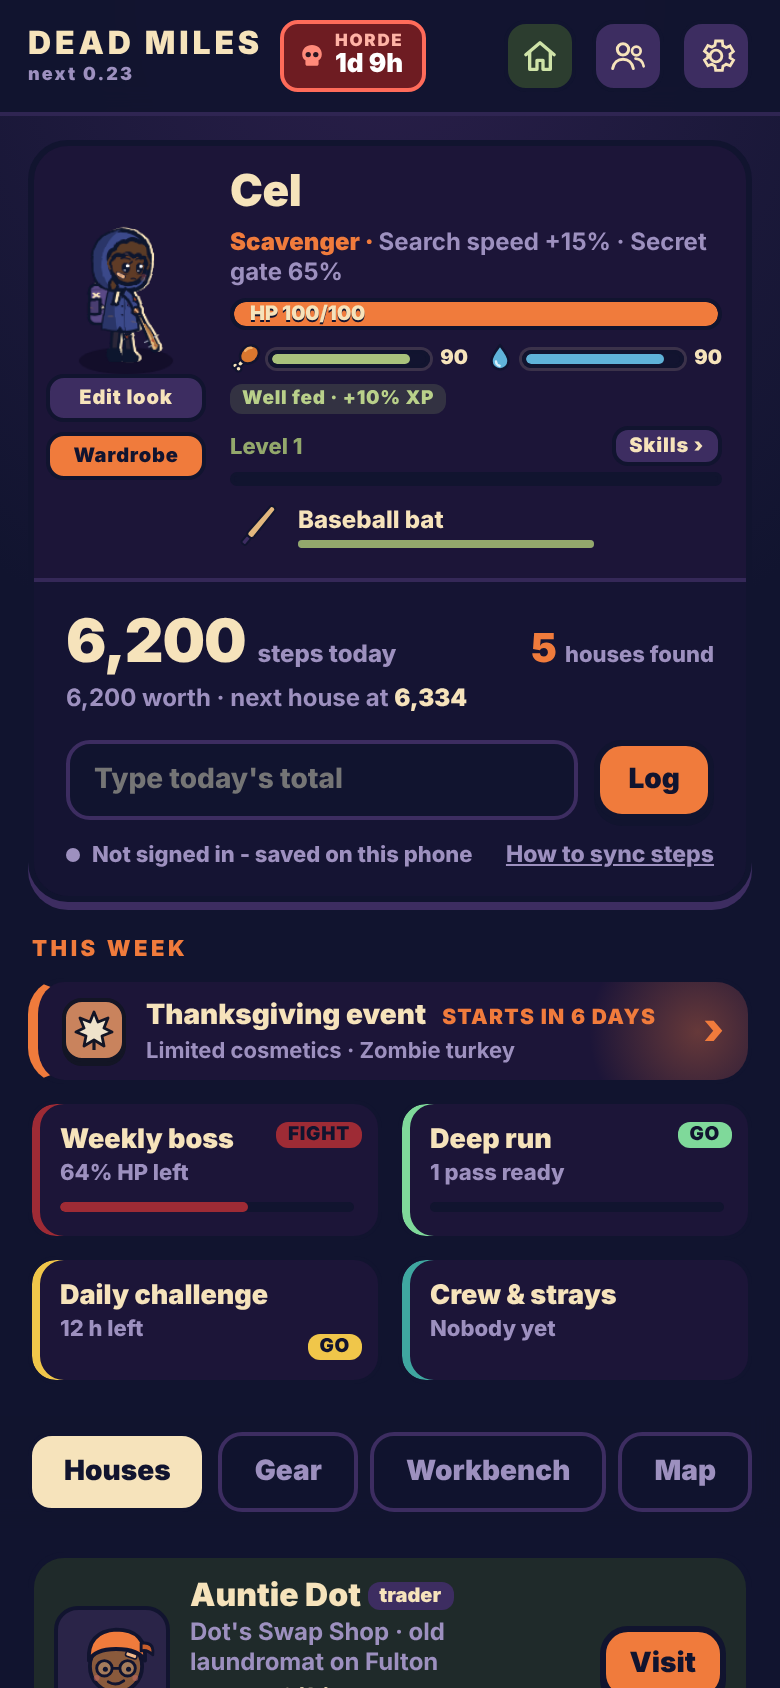 DEAD MILES
next 0.23
HORDE
1d 9h
Cel
Scavenger · Search speed +15% · Secret
gate 65%
HP 100/100
90
90
Well fed · +10% XP
Level 1
Skills ›
Edit look
Wardrobe
Baseball bat
6,200 steps today
5 houses found
6,200 worth · next house at 6,334
Type today's total
Log
Not signed in - saved on this phone
How to sync steps
THIS WEEK
Thanksgiving event STARTS IN 6 DAYS
Limited cosmetics · Zombie turkey
Weekly boss
FIGHT
64% HP left
Deep run
GO
1 pass ready
Daily challenge
12 h left
GO
Crew & strays
Nobody yet
Houses
Gear
Workbench
Map
Auntie Dot trader
Dot's Swap Shop · old
laundromat on Fulton
Visit